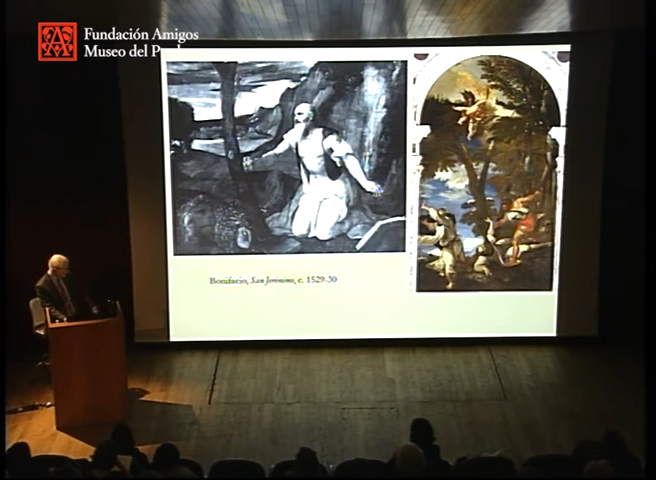 Fundación Amigos
Museo del Prado
Bonifacio, San Jerónimo, c. 1529-30